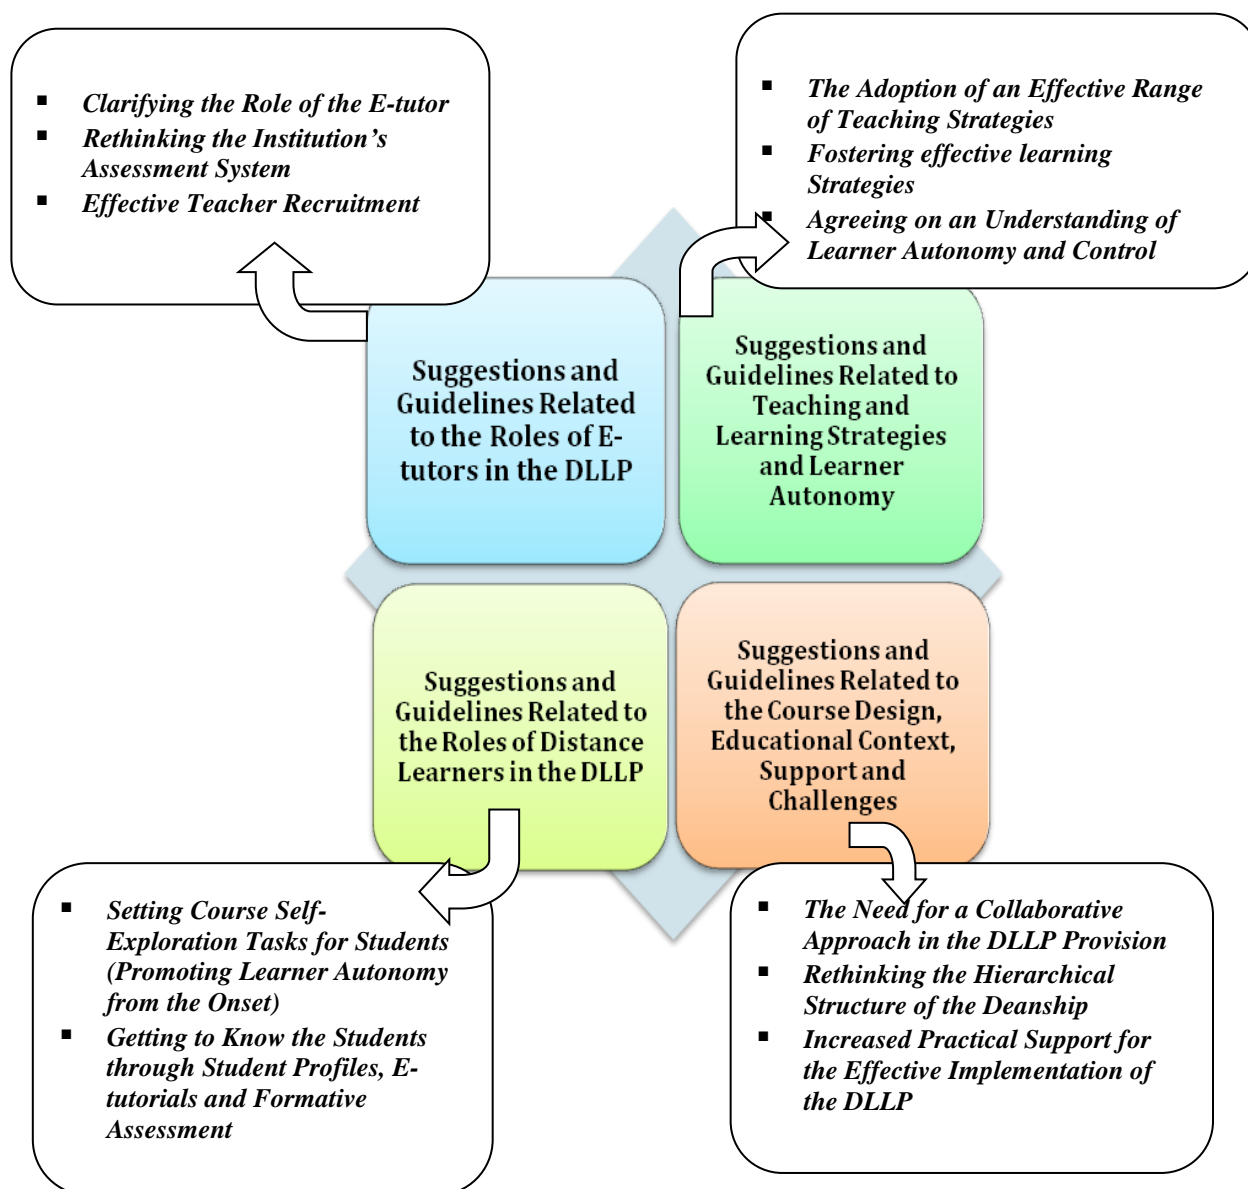 ▪ Clarifying the Role of the E-tutor
▪ Rethinking the Institution’s
Assessment System
▪ Effective Teacher Recruitment
▪ The Adoption of an Effective Range
of Teaching Strategies
▪ Fostering effective learning
Strategies
▪ Agreeing on an Understanding of
Learner Autonomy and Control
Suggestions and
Guidelines Related
to the Roles of E-
tutors in the DLLP
Suggestions and
Guidelines Related to
Teaching and
Learning Strategies
and Learner
Autonomy
Suggestions and
Guidelines Related to
the Roles of Distance
Learners in the DLLP
Suggestions and
Guidelines Related to
the Course Design,
Educational Context,
Support and
Challenges
▪ Setting Course Self-
Exploration Tasks for Students
(Promoting Learner Autonomy
from the Onset)
▪ Getting to Know the Students
through Student Profiles, E-
tutorials and Formative
Assessment
▪ The Need for a Collaborative
Approach in the DLLP Provision
▪ Rethinking the Hierarchical
Structure of the Deanship
▪ Increased Practical Support for
the Effective Implementation of
the DLLP